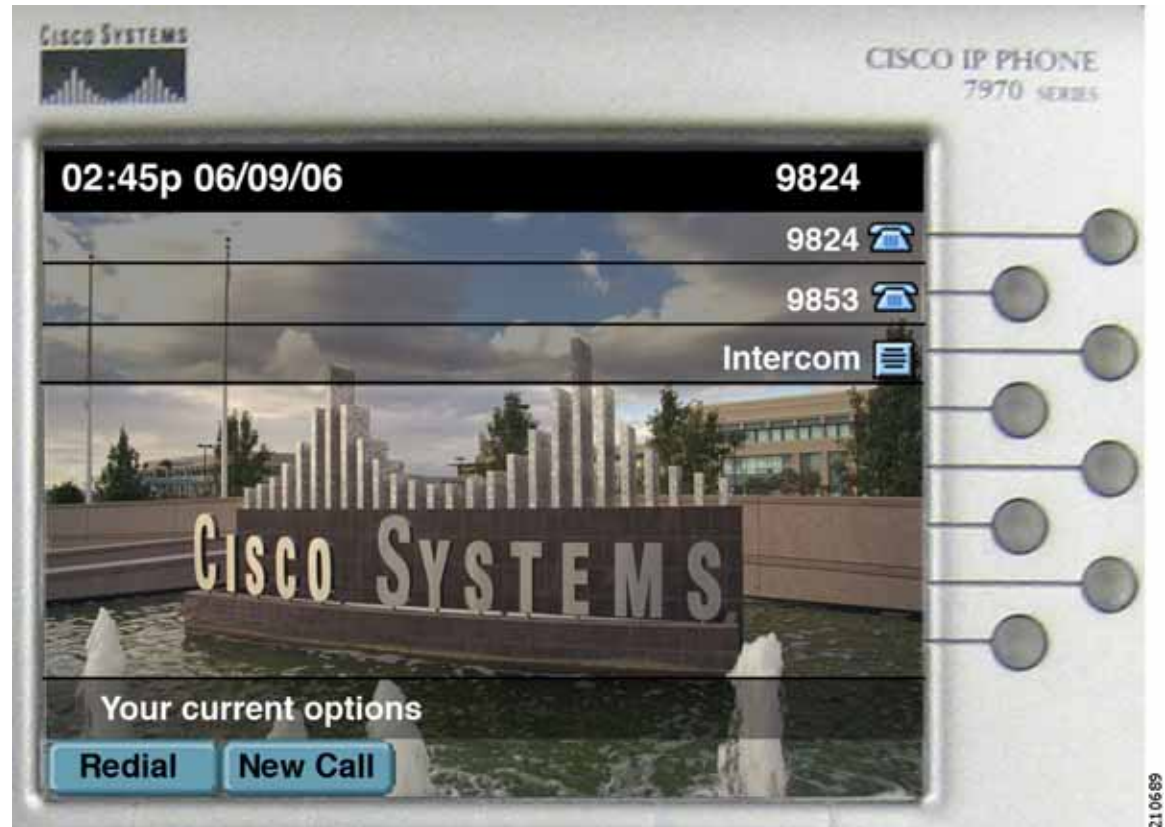 CISCO SYSTEMS
CISCO IP PHONE
7970 SERIES
02:45p 06/09/06 9824
9824
9853
Intercom
CISCO SYSTEMS
Your current options
Redial New Call
210689